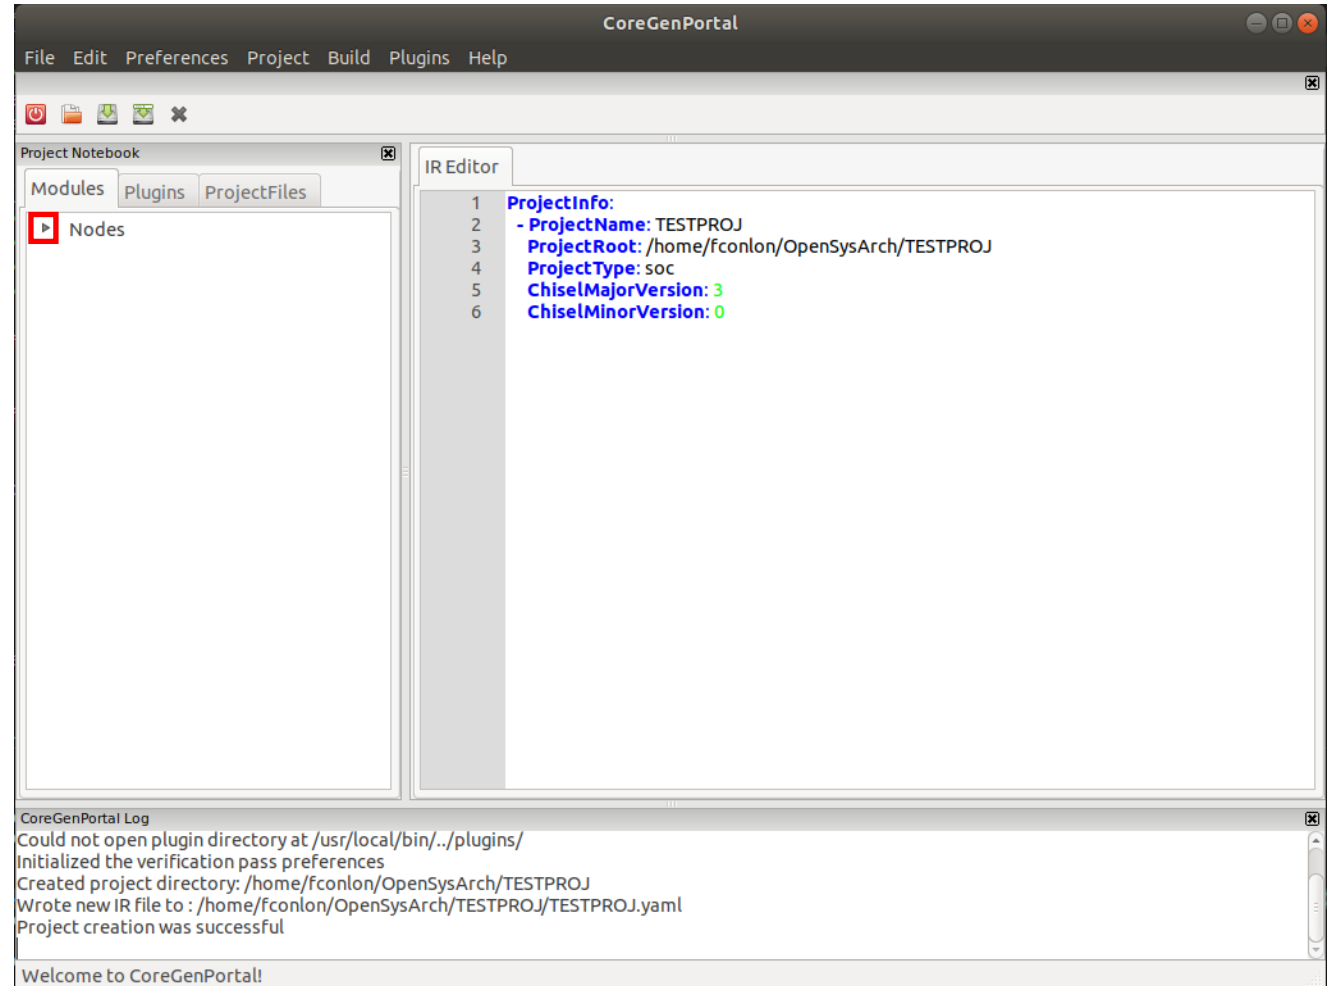 CoreGenPortal
File Edit Preferences Project Build Plugins Help
Project Notebook
Modules Plugins ProjectFiles
Nodes
IR Editor
1 ProjectInfo:
2 - ProjectName: TESTPROJ
3 ProjectRoot: /home/fconlon/OpenSysArch/TESTPROJ
4 ProjectType: soc
5 ChiselMajorVersion: 3
6 ChiselMinorVersion: 0
CoreGenPortal Log
Could not open plugin directory at /usr/local/bin/../plugins/
Initialized the verification pass preferences
Created project directory: /home/fconlon/OpenSysArch/TESTPROJ
Wrote new IR file to : /home/fconlon/OpenSysArch/TESTPROJ/TESTPROJ.yaml
Project creation was successful
Welcome to CoreGenPortal!